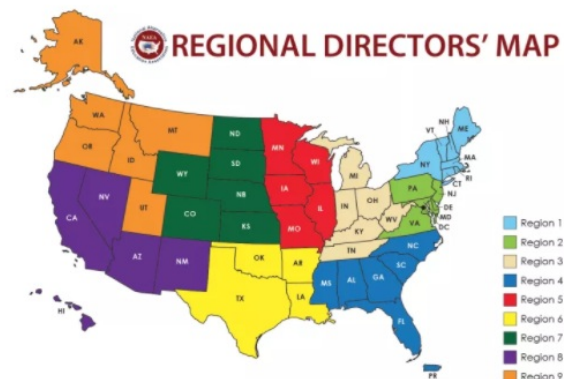 REGIONAL DIRECTORS' MAP
AK
WA
MT
ND
MN
OR
ID
SD
WI
WY
MI
NH
VT
ME
NY
MA
RI
CT
PA
NJ
DE
MD
DC
NV
UT
CO
NB
IA
IL
IN
OH
WV
VA
CA
KS
MO
KY
TN
NC
AZ
NM
OK
AR
MS
AL
GA
SC
TX
LA
FL
HI
PR
Region 1
Region 2
Region 3
Region 4
Region 5
Region 6
Region 7
Region 8
Region 9